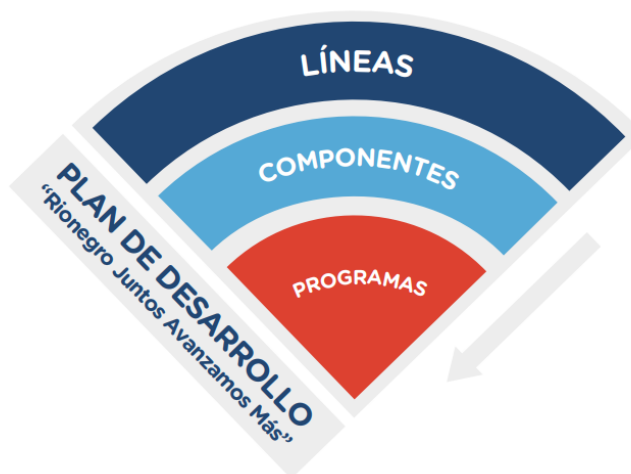 LÍNEAS
COMPONENTES
PROGRAMAS
PLAN DE DESARROLLO
“Rionegro Juntos Avanzamos Más”